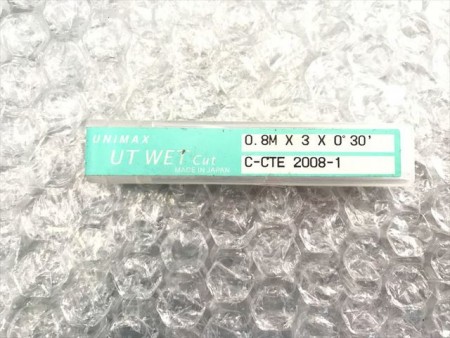 UNIMAX
UT WET Cut
MADE IN JAPAN
0.8M X 3 X 0°30'
C-CTE 2008-1